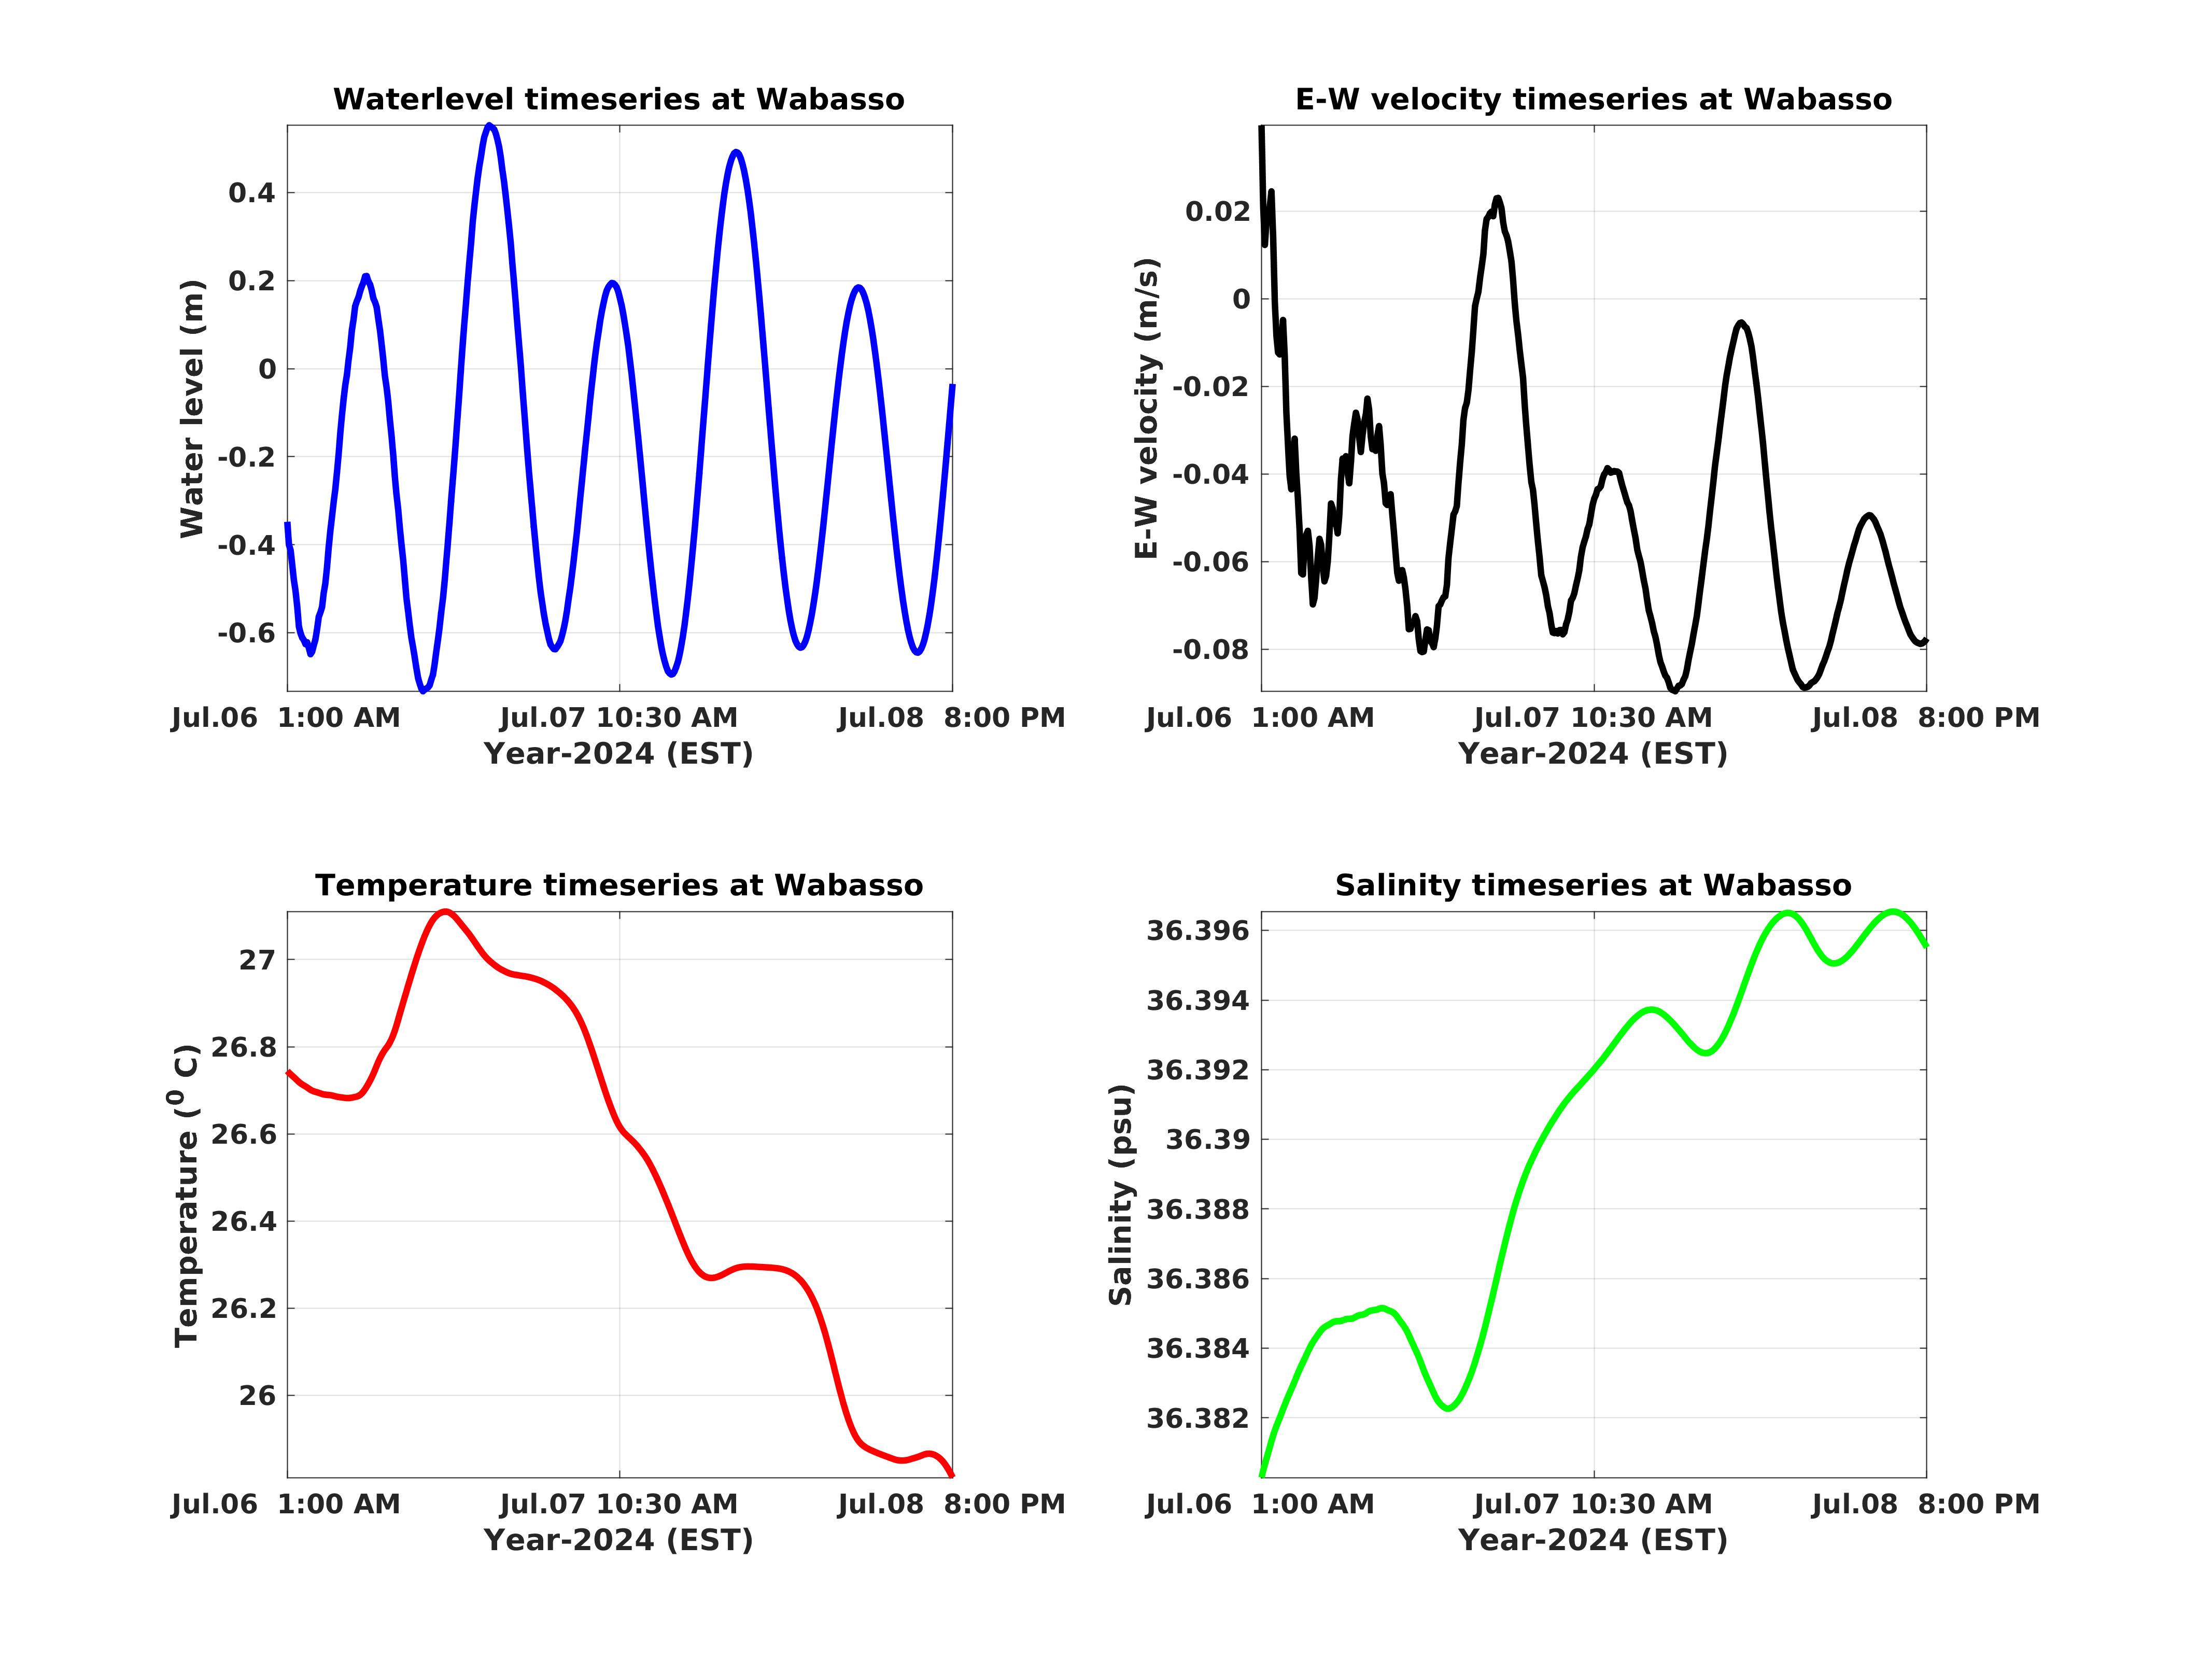 Waterlevel timeseries at Wabasso
0.4
0.2
0
-0.2
-0.4
-0.6
Water level (m)
Jul.06 1:00 AM
Jul.07 10:30 AM
Jul.08 8:00 PM
Year-2024 (EST)
E-W velocity timeseries at Wabasso
0.02
0
-0.02
-0.04
-0.06
-0.08
E-W velocity (m/s)
Jul.06 1:00 AM
Jul.07 10:30 AM
Jul.08 8:00 PM
Year-2024 (EST)
Temperature timeseries at Wabasso
27
26.8
26.6
26.4
26.2
26
Temperature (⁰ C)
Jul.06 1:00 AM
Jul.07 10:30 AM
Jul.08 8:00 PM
Year-2024 (EST)
Salinity timeseries at Wabasso
36.396
36.394
36.392
36.39
36.388
36.386
36.384
36.382
Salinity (psu)
Jul.06 1:00 AM
Jul.07 10:30 AM
Jul.08 8:00 PM
Year-2024 (EST)